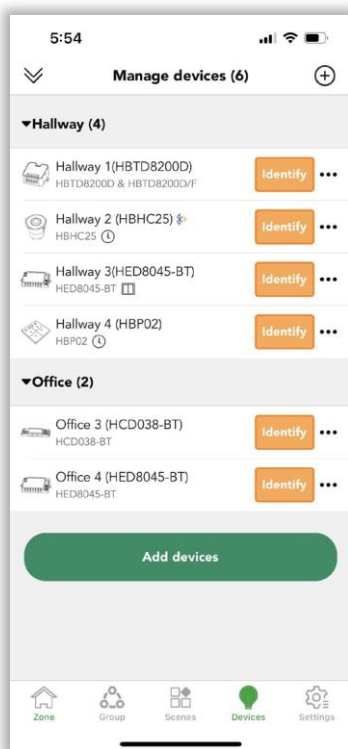 5:54
Manage devices (6)
Hallway (4)
Hallway 1(HBTD8200D)
HBTD8200D & HBTD8200D/F
Identify
Hallway 2 (HBHC25)
HBHC25
Identify
Hallway 3(HED8045-BT)
HED8045-BT
Identify
Hallway 4 (HBP02)
HBP02
Identify
Office (2)
Office 3 (HCD038-BT)
HCD038-BT
Identify
Office 4 (HED8045-BT)
HED8045-BT
Identify
Add devices
Zone Group Scenes Devices Settings